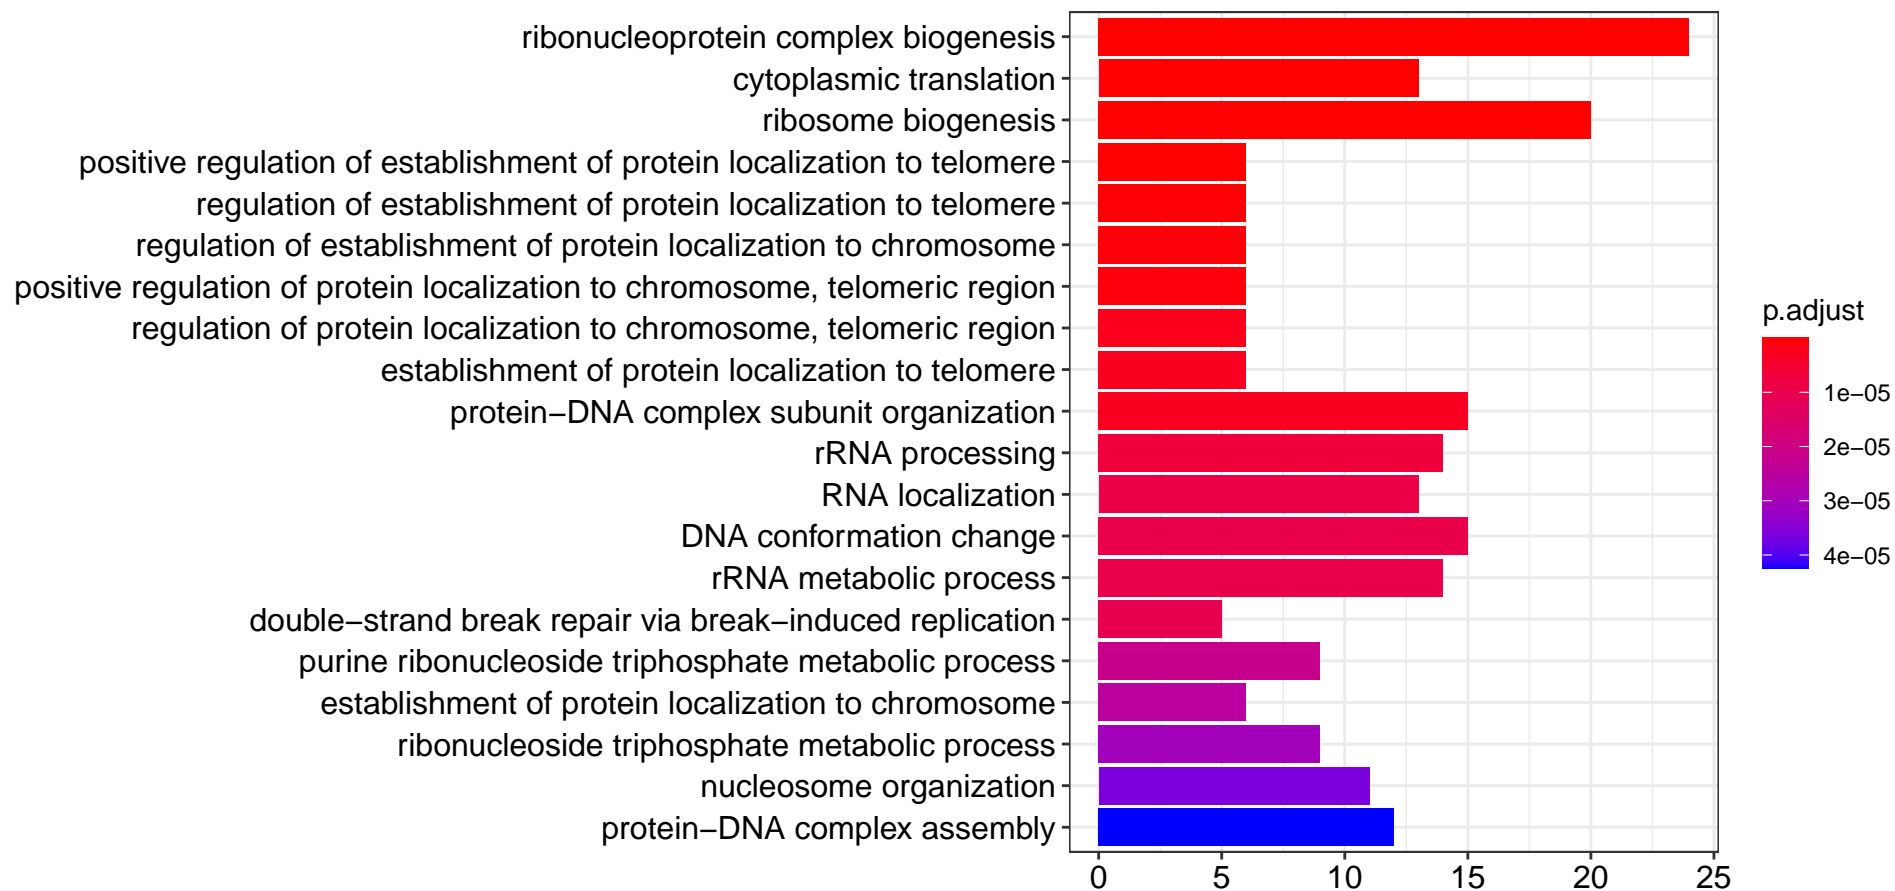 ribonucleoprotein complex biogenesis
cytoplasmic translation
ribosome biogenesis
positive regulation of establishment of protein localization to telomere
regulation of establishment of protein localization to telomere
regulation of establishment of protein localization to chromosome
positive regulation of protein localization to chromosome, telomeric region
regulation of protein localization to chromosome, telomeric region
establishment of protein localization to telomere
protein−DNA complex subunit organization
rRNA processing
RNA localization
DNA conformation change
rRNA metabolic process
double−strand break repair via break−induced replication
purine ribonucleoside triphosphate metabolic process
establishment of protein localization to chromosome
ribonucleoside triphosphate metabolic process
nucleosome organization
protein−DNA complex assembly
0 5 10 15 20 25
p.adjust
1e−05
2e−05
3e−05
4e−05